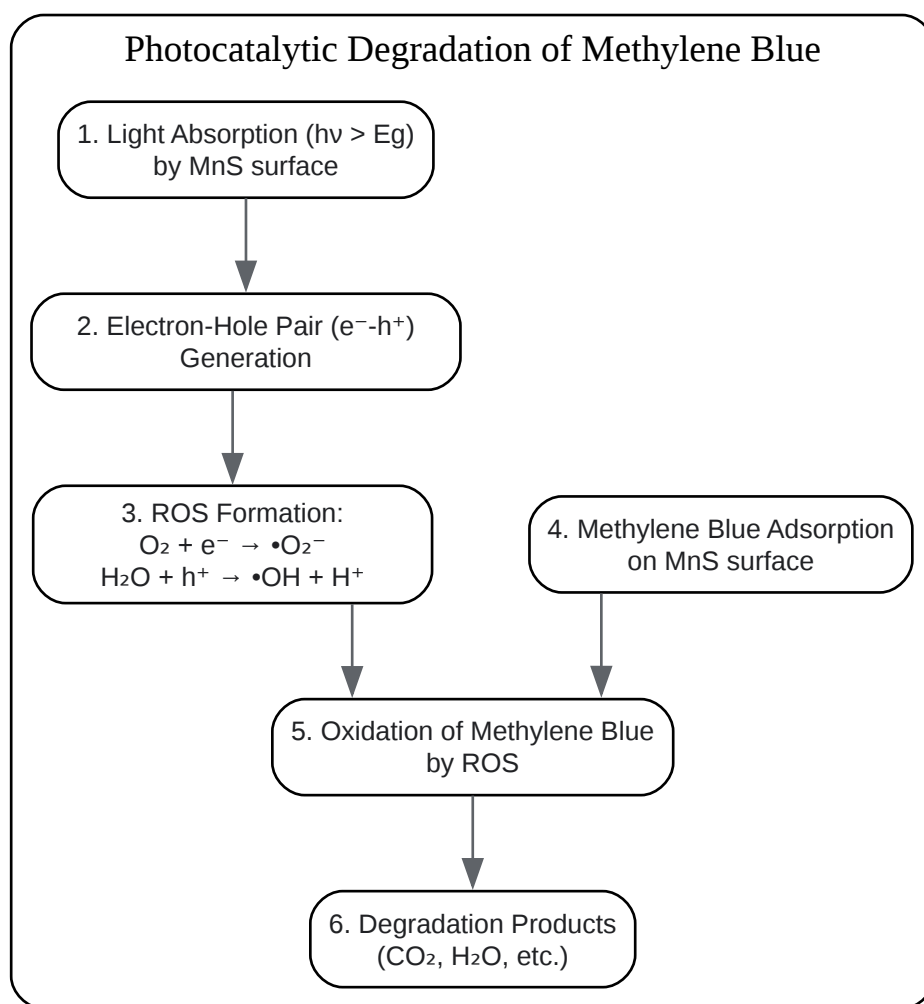 Photocatalytic Degradation of Methylene Blue
1. Light Absorption (hν > Eg)
by MnS surface
2. Electron-Hole Pair (e⁻-h⁺)
Generation
3. ROS Formation:
O₂ + e⁻ → •O₂⁻
H₂O + h⁺ → •OH + H⁺
4. Methylene Blue Adsorption
on MnS surface
5. Oxidation of Methylene Blue
by ROS
6. Degradation Products
(CO₂, H₂O, etc.)